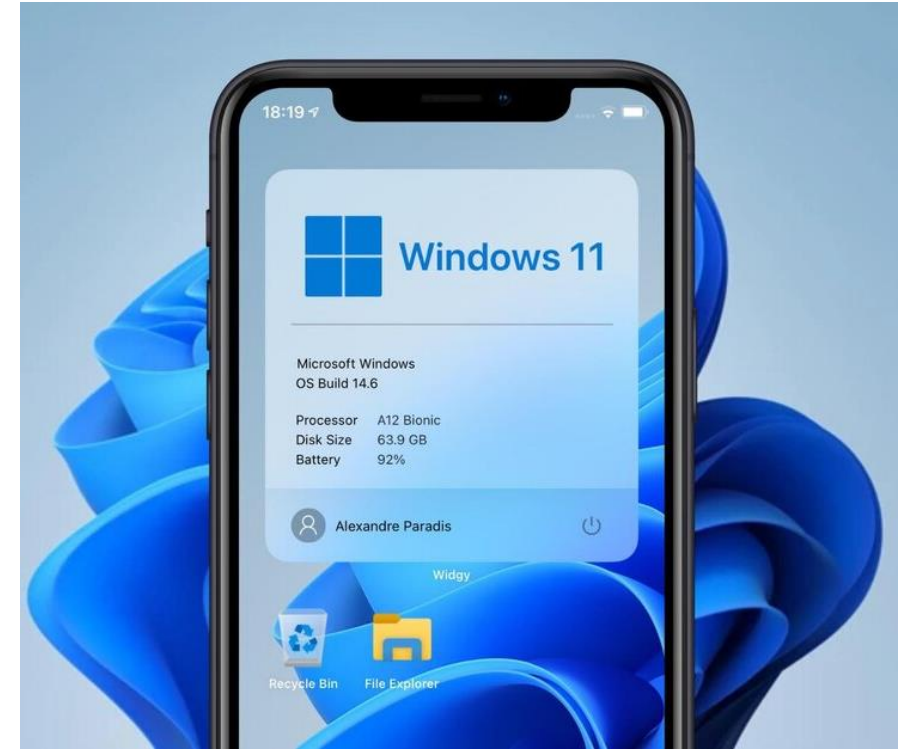 18:19
Windows 11
Microsoft Windows
OS Build 14.6
Processor A12 Bionic
Disk Size 63.9 GB
Battery 92%
Alexandre Paradis
Widgy
Recycle Bin File Explorer